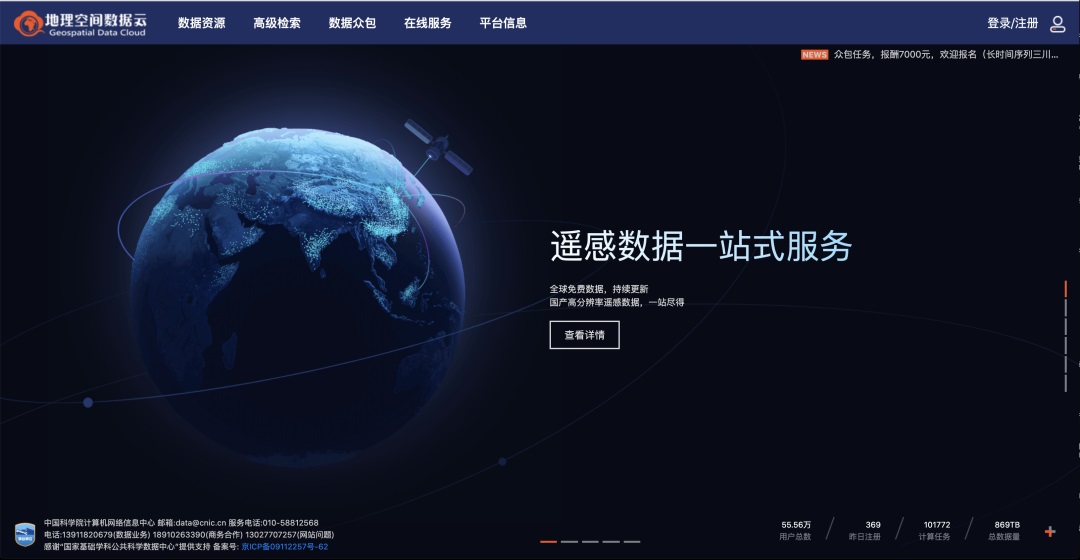 地理空间数据云
Geospatial Data Cloud
数据资源 高级检索 数据众包 在线服务 平台信息
登录/注册
NEWS 众包任务，报酬7000元，欢迎报名（长时间序列三川...
遥感数据一站式服务
全球免费数据，持续更新
国产高分辨率遥感数据，一站尽得
查看详情
中国科学院计算机网络信息中心 邮箱:data@cnic.cn 服务电话:010-58812568
电话:13911820679(数据业务) 18910263390(商务合作) 13027707257(网站问题)
感谢"国家基础学科公共科学数据中心"提供支持 备案号: 京ICP备09112257号-62
55.56万 369 101772 869TB
用户总数 昨日注册 计算任务 总数据量